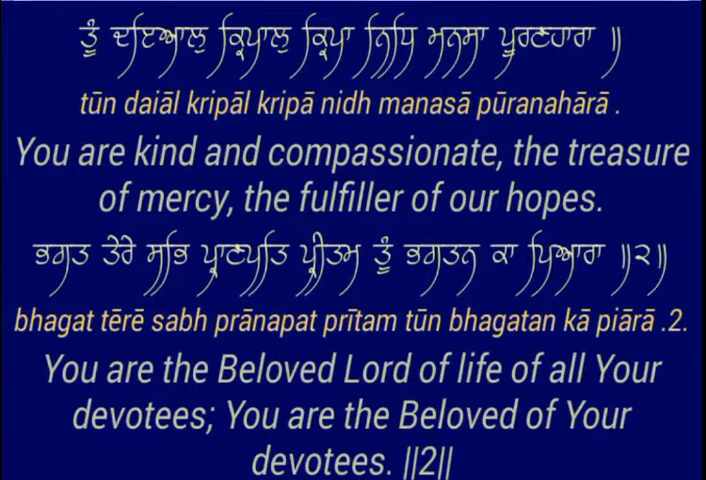 ਤੂੰ ਦਇਆਲੁ ਕ੍ਰਿਪਾਲੁ ਕ੍ਰਿਪਾ ਨਿਧਿ ਮਨਸਾ ਪੂਰਣਹਾਰਾ ॥
tūn daiāl kripāl kripā nidh manasā pūranahārā .
You are kind and compassionate, the treasure
of mercy, the fulfiller of our hopes.
ਭਗਤ ਤੇਰੇ ਸਭਿ ਪ੍ਰਾਣਪਤਿ ਪ੍ਰੀਤਮ ਤੂੰ ਭਗਤਨ ਕਾ ਪਿਆਰਾ ॥੨॥
bhagat tērē sabh prānapat prītam tūn bhagatan kā piārā .2.
You are the Beloved Lord of life of all Your
devotees; You are the Beloved of Your
devotees. ||2||